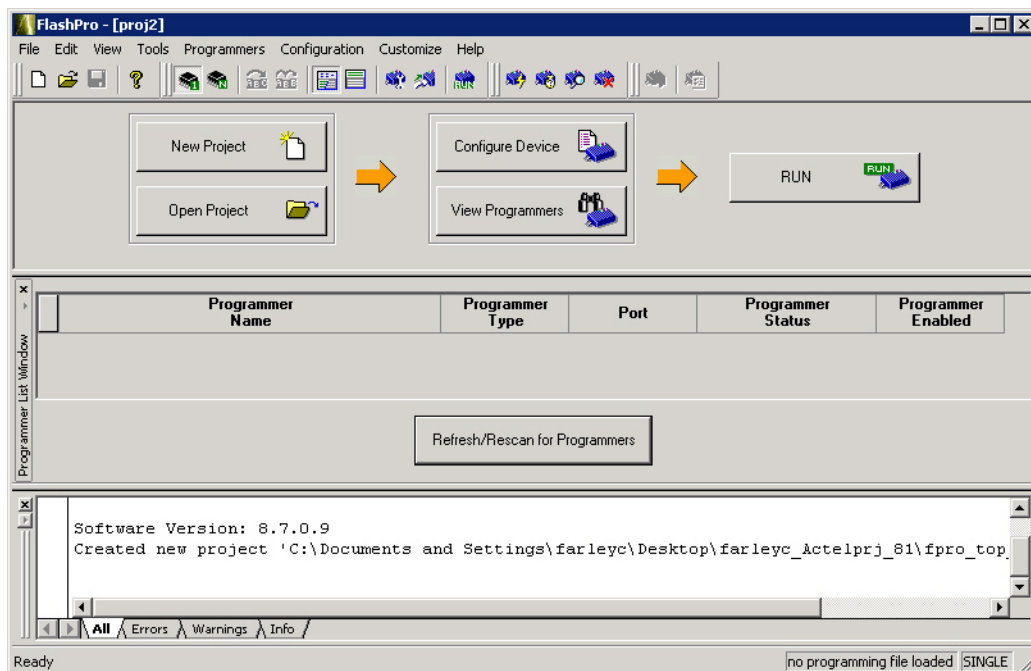 FlashPro - [proj2]
File Edit View Tools Programmers Configuration Customize Help
RUN
New Project
Configure Device
RUN
RUN
Open Project
View Programmers
Programmer Name
Programmer Type
Port
Programmer Status
Programmer Enabled
Programmer List Window
Refresh/Rescan for Programmers
Software Version: 8.7.0.9
Created new project 'C:\Documents and Settings\farleyc\Desktop\farleyc_Actelprj_81\fpro_top_
All Errors Warnings Info
Ready
no programming file loaded SINGLE